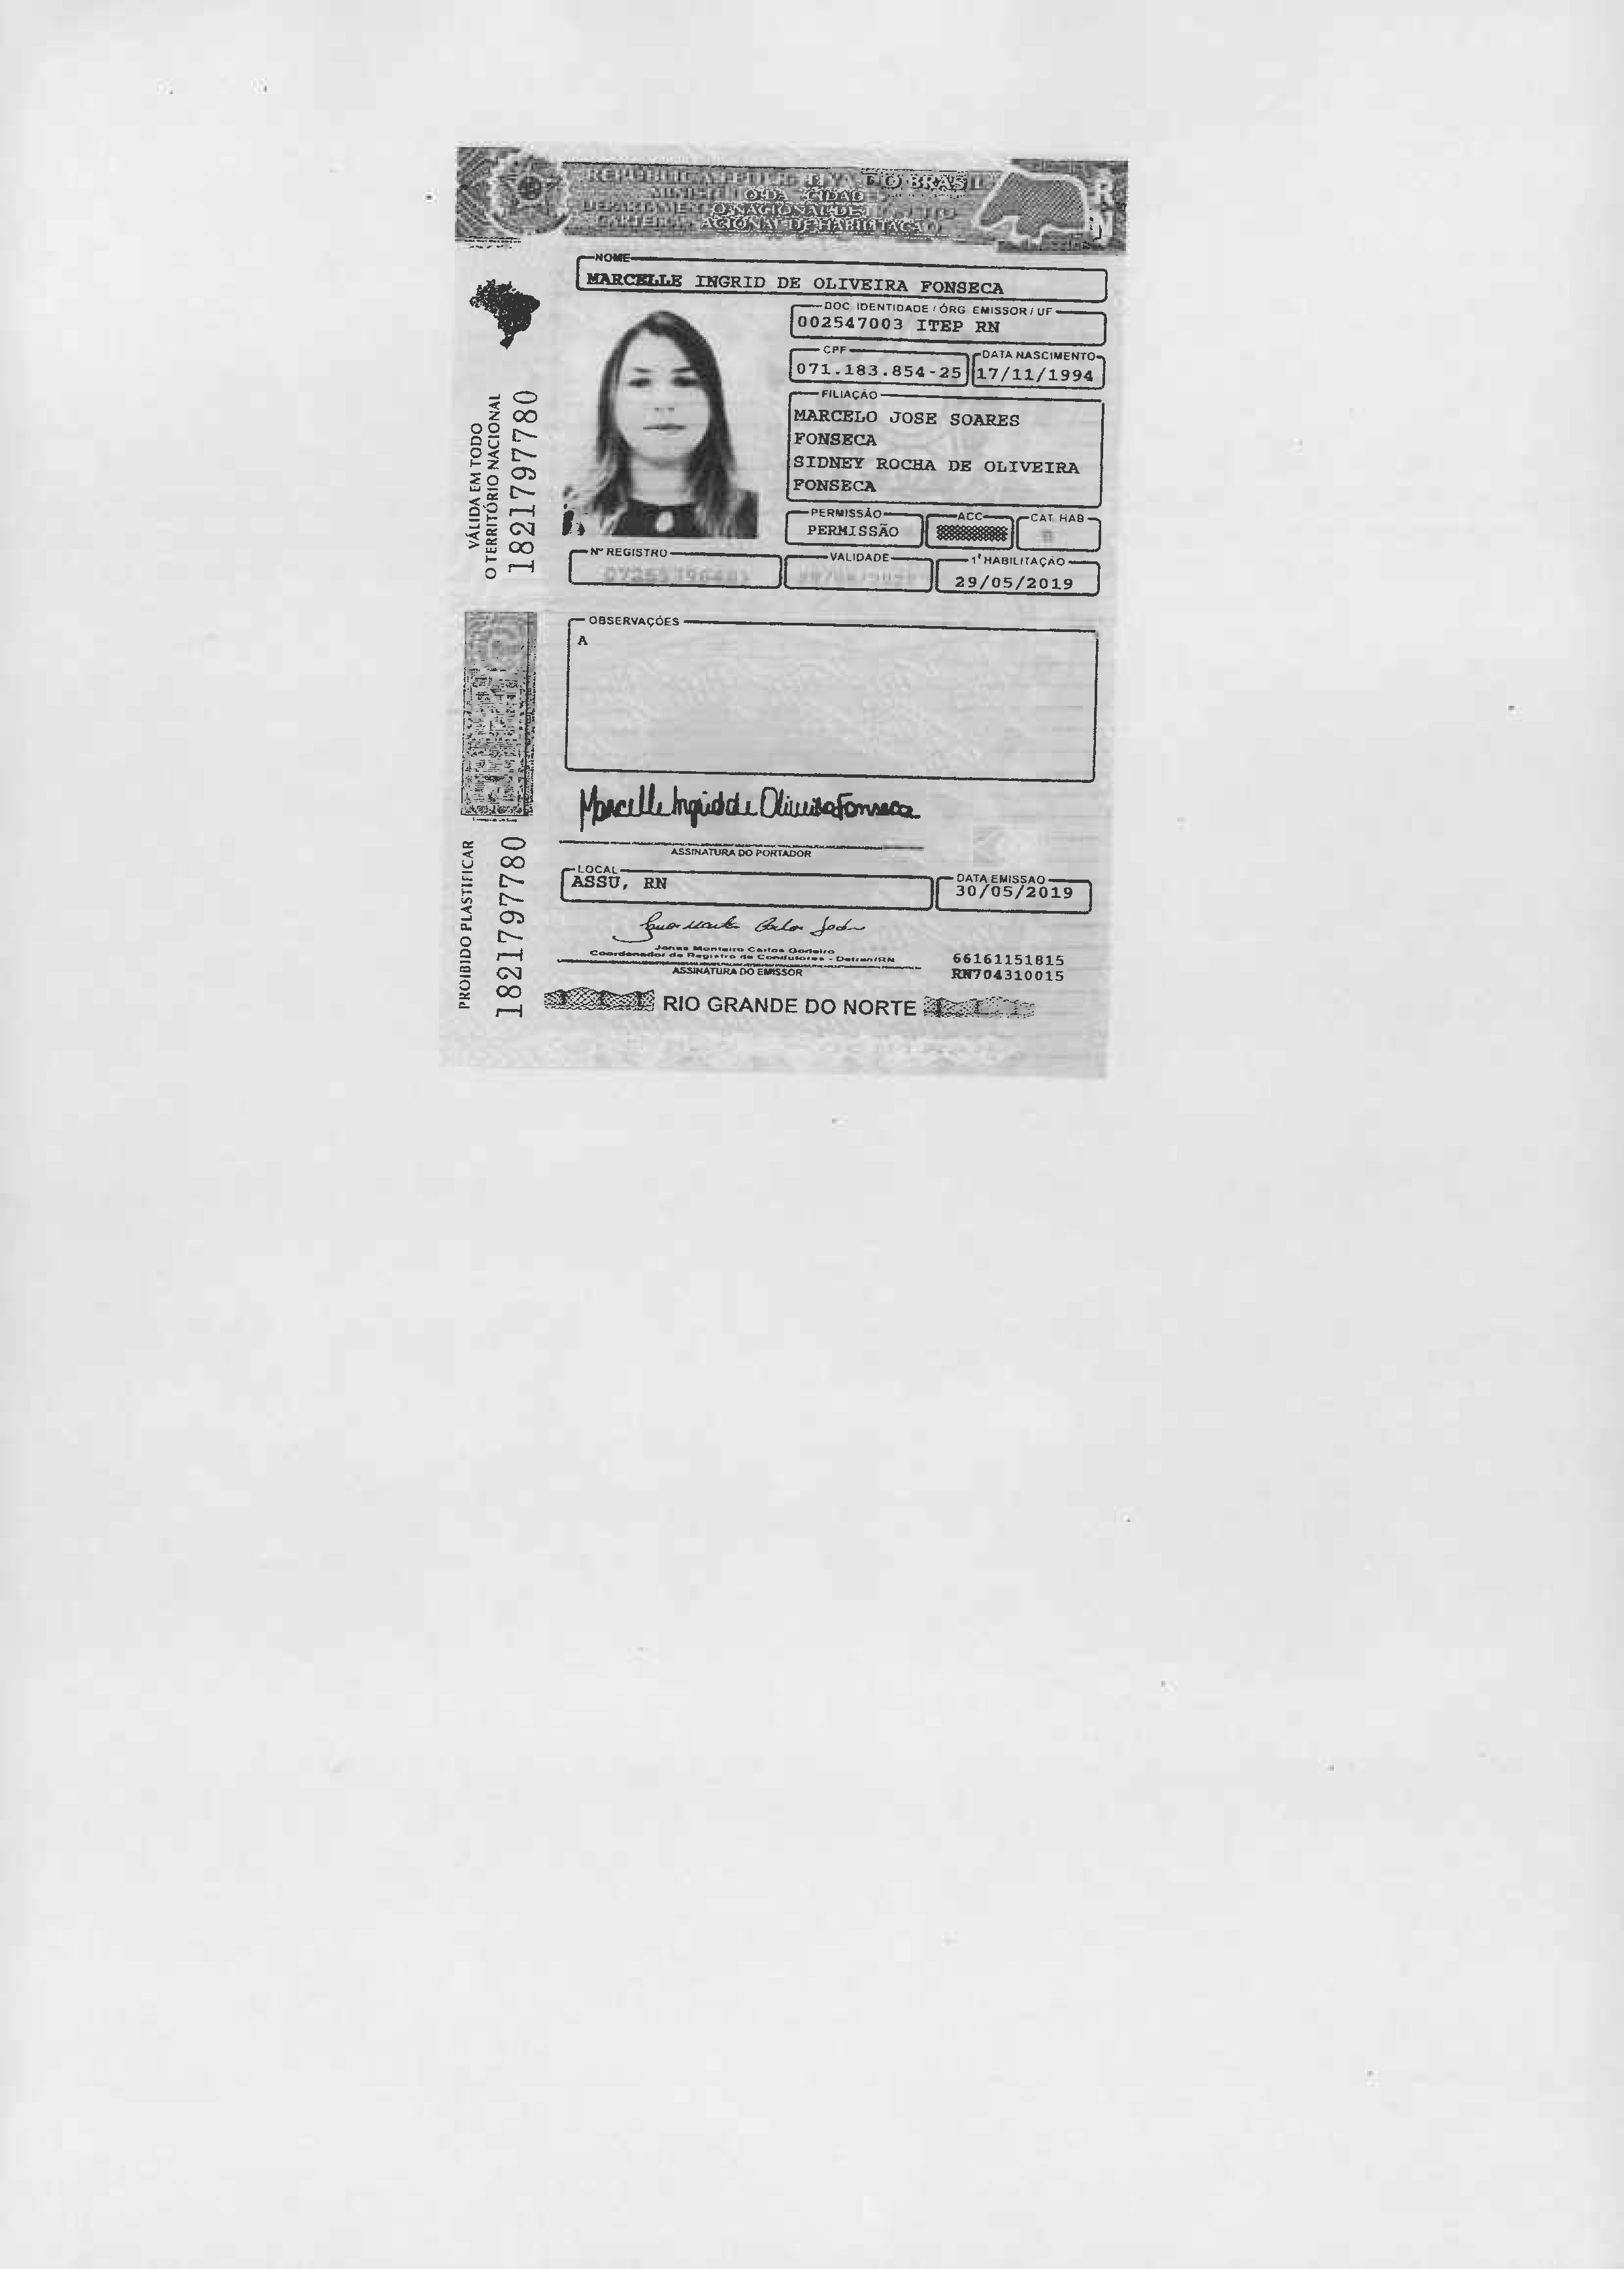 REPÚBLICA FEDERATIVA DO BRASIL
MINISTÉRIO DAS CIDADES
DEPARTAMENTO NACIONAL DE TRÂNSITO
CARTEIRA NACIONAL DE HABILITAÇÃO
RN
NOME
MARCELLE INGRID DE OLIVEIRA FONSECA
DOC IDENTIDADE / ÓRG EMISSOR / UF
002547003 ITEP RN
CPF
DATA NASCIMENTO
071.183.854-25
17/11/1994
FILIAÇÃO
MARCELO JOSE SOARES
FONSECA
SIDNEY ROCHA DE OLIVEIRA
FONSECA
PERMISSÃO
ACC
CAT HAB
PERMISSÃO
B
Nº REGISTRO
VALIDADE
1ª HABILITAÇÃO
29/05/2019
VÁLIDA EM TODO
O TERRITÓRIO NACIONAL
1821797780
OBSERVAÇÕES
A
Marcelle Ingrid de Oliveira Fonseca
ASSINATURA DO PORTADOR
LOCAL
ASSU, RN
DATA EMISSAO
30/05/2019
Jonas Monteiro Carlos Godeiro
Coordenador de Registro de Condutores - Detran/RN
ASSINATURA DO EMISSOR
66161151815
RN704310015
PROIBIDO PLASTIFICAR
1821797780
RIO GRANDE DO NORTE